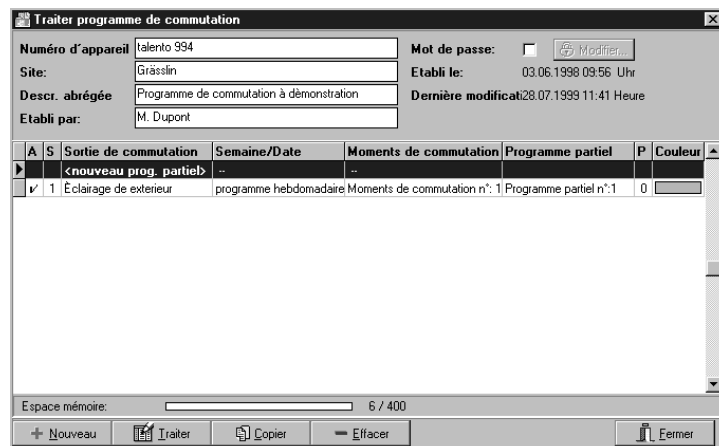 Traiter programme de commutation
Numéro d'appareil talento 994 Mot de passe: Modifier...
Site: Grässlin Etabli le: 03.06.1998 09:56 Uhr
Descr. abrégée Programme de commutation à dèmonstration Dernière modificati28.07.1999 11:41 Heure
Etabli par: M. Dupont
A S Sortie de commutation Semaine/Date Moments de commutation Programme partiel P Couleur
<nouveau prog. partiel> -- --
✓ 1 Èclairage de exterieur programme hebdomadaire Moments de commutation n°: 1 Programme partiel n°:1 0
Espace mémoire: 6 / 400
Nouveau Traiter Copier Effacer Fermer